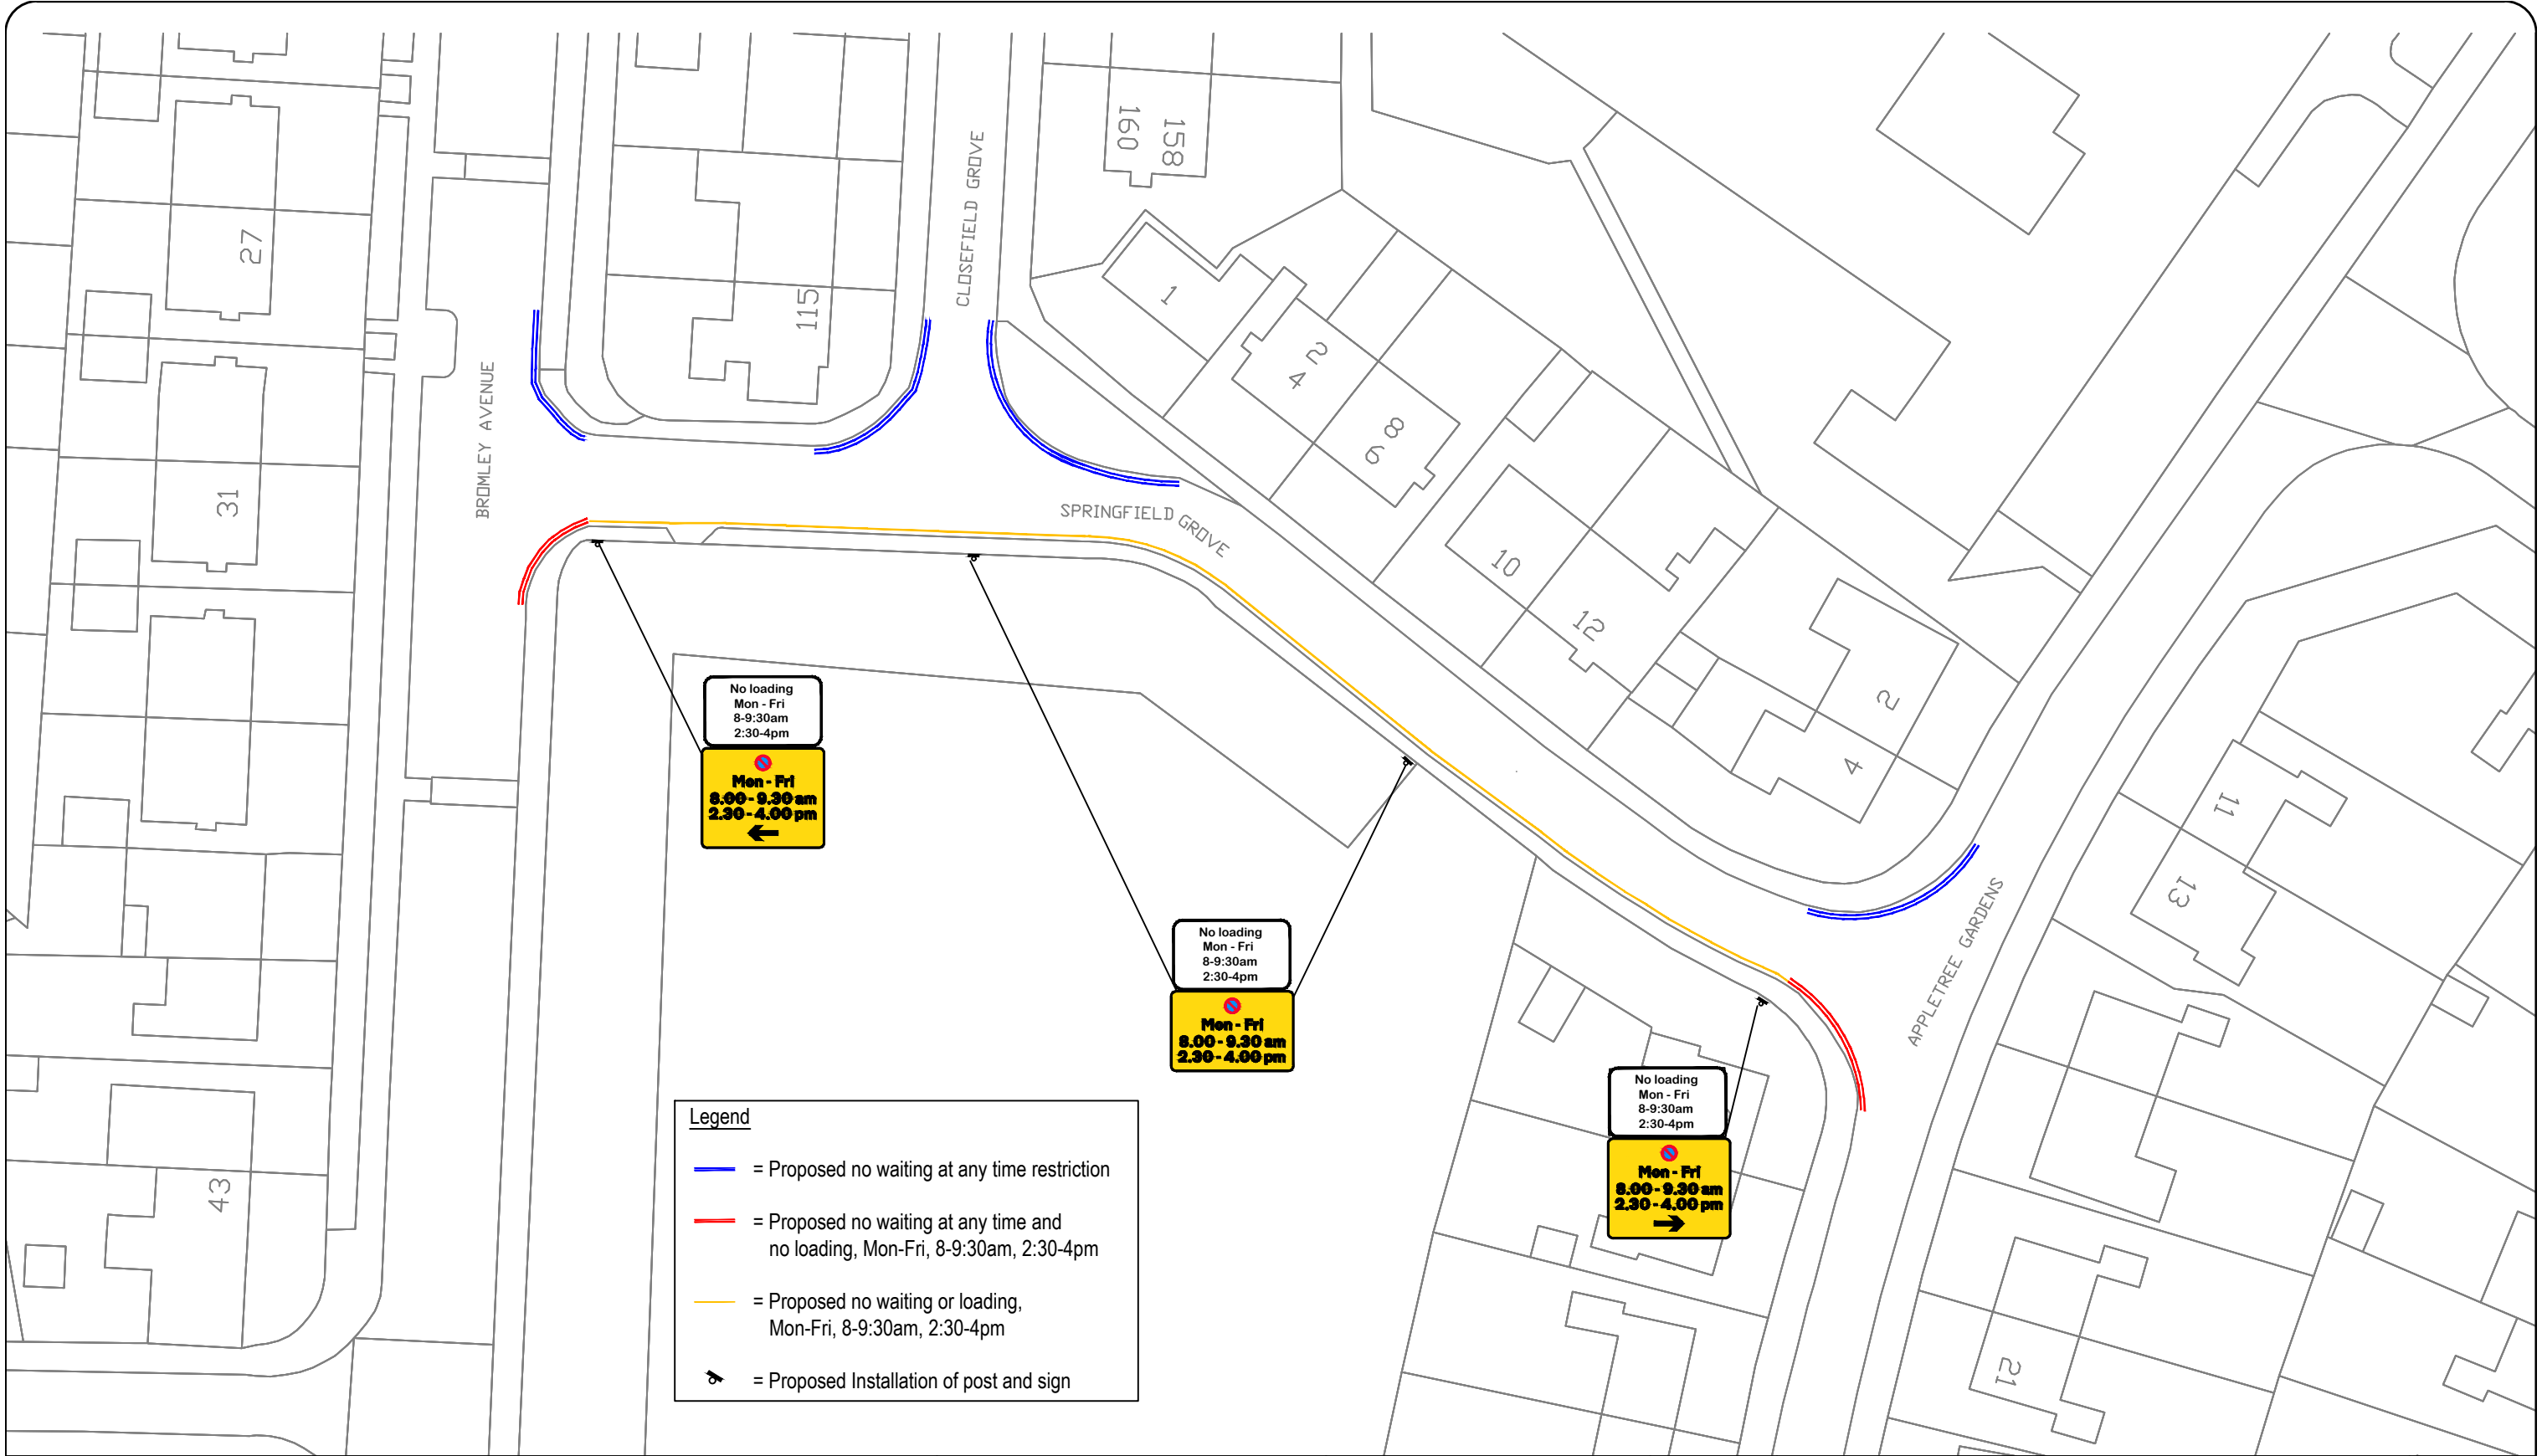 160
158
CLOSEFIELD GROVE
27
115
1
2
4
8
6
BROMLEY AVENUE
31
SPRINGFIELD GROVE
10
12
2
4
11
13
APPLETREE GARDENS
No loading
Mon - Fri
8-9:30am
2:30-4pm
Mon - Fri
8.00 - 9.30 am
2.30 - 4.00 pm
No loading
Mon - Fri
8-9:30am
2:30-4pm
Mon - Fri
8.00 - 9.30 am
2.30 - 4.00 pm
No loading
Mon - Fri
8-9:30am
2:30-4pm
Mon - Fri
8.00 - 9.30 am
2.30 - 4.00 pm
43
21
Legend
= Proposed no waiting at any time restriction
= Proposed no waiting at any time and
no loading, Mon-Fri, 8-9:30am, 2:30-4pm
= Proposed no waiting or loading,
Mon-Fri, 8-9:30am, 2:30-4pm
= Proposed Installation of post and sign